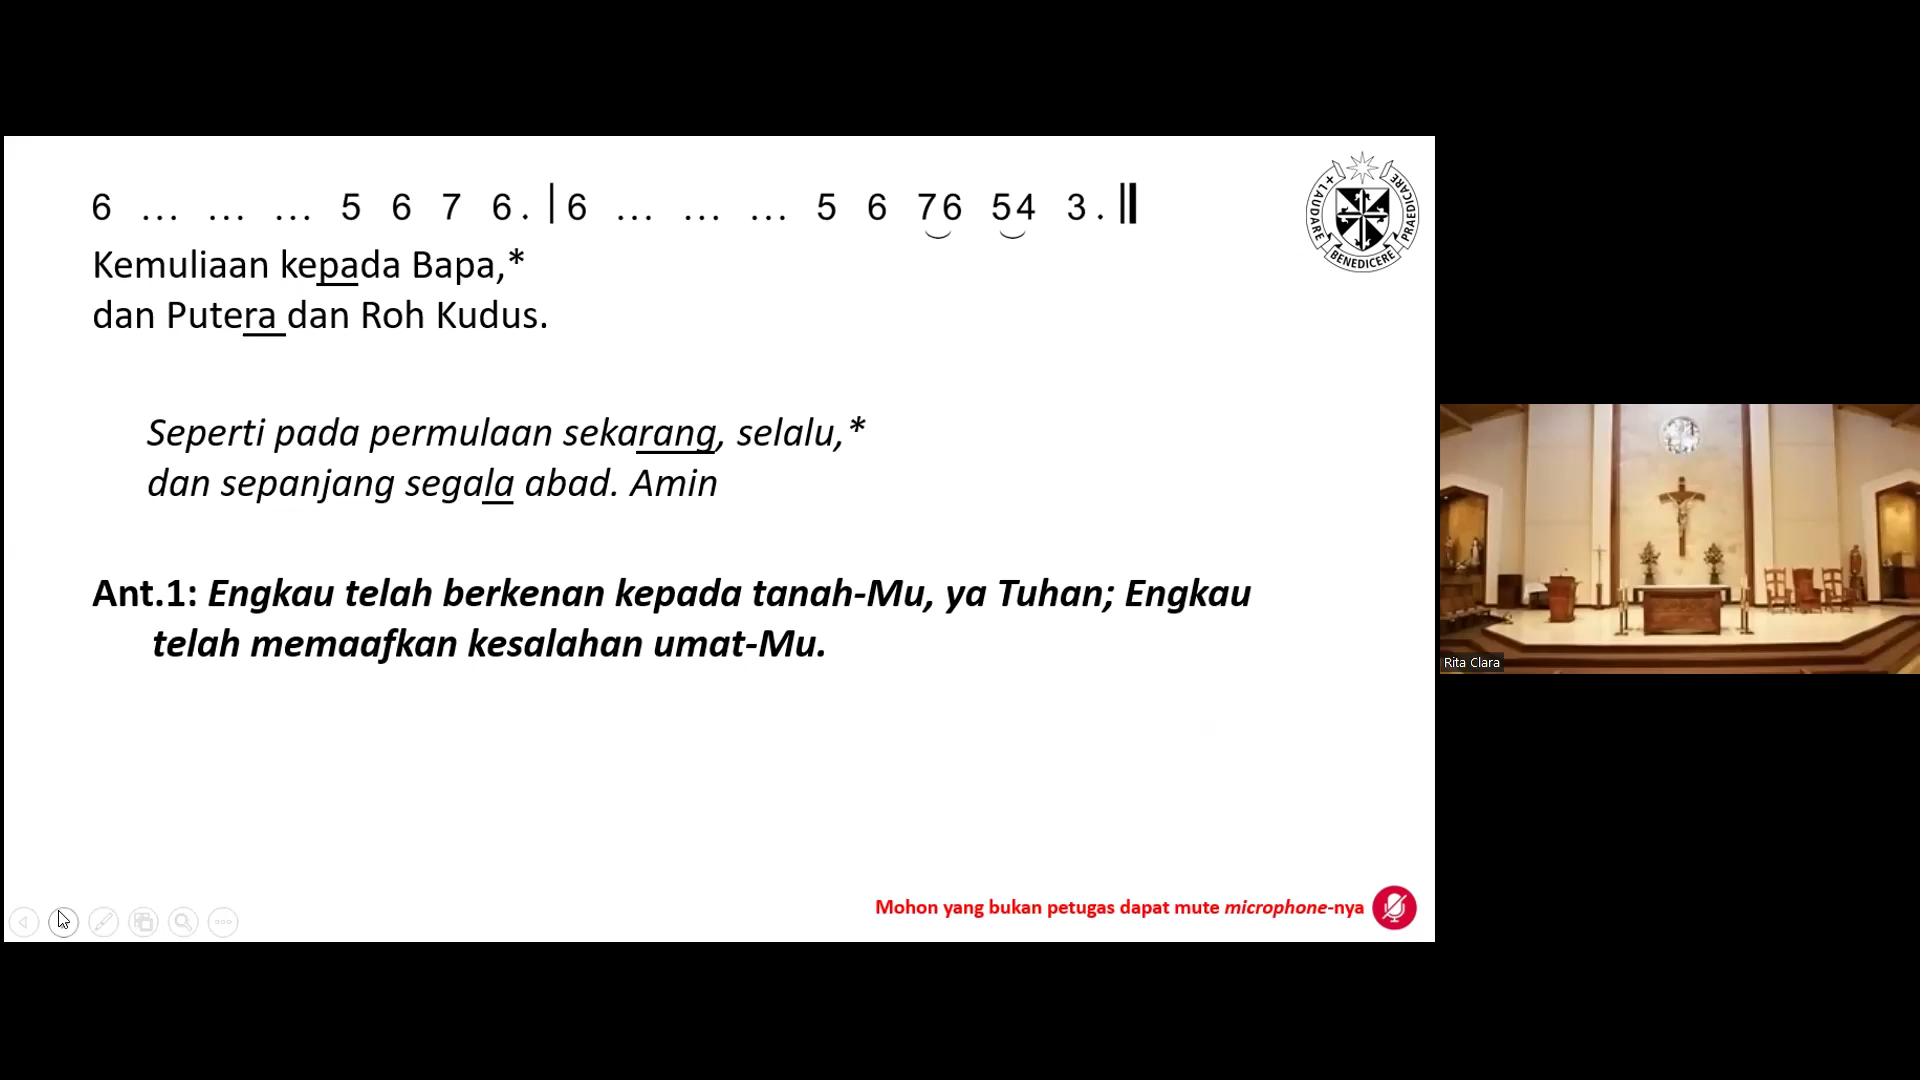 6 ... ... ... 5 6 7 6. | 6 ... ... ... 5 6 76 54 3. ||
Kemuliaan kepada Bapa,*
dan Putera dan Roh Kudus.
Seperti pada permulaan sekarang, selalu,*
dan sepanjang segala abad. Amin
Ant.1: Engkau telah berkenan kepada tanah-Mu, ya Tuhan; Engkau
telah memaafkan kesalahan umat-Mu.
Mohon yang bukan petugas dapat mute microphone-nya
+ LAUDARE
BENEDICERE
PRAEDICARE
Rita Clara